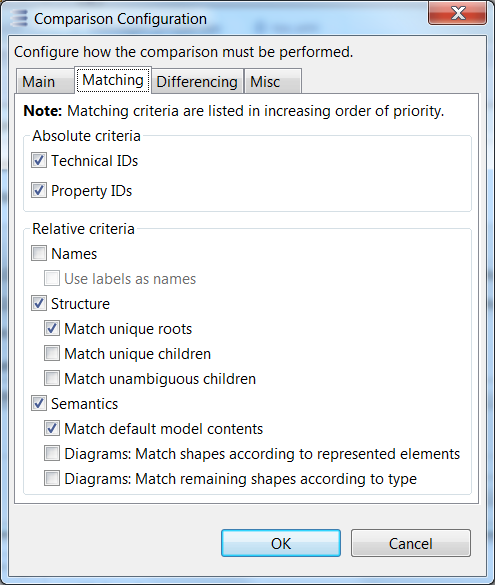 Comparison Configuration
Configure how the comparison must be performed.
Main Matching Differencing Misc
Note: Matching criteria are listed in increasing order of priority.
Absolute criteria
Technical IDs
Property IDs
Relative criteria
Names
Use labels as names
Structure
Match unique roots
Match unique children
Match unambiguous children
Semantics
Match default model contents
Diagrams: Match shapes according to represented elements
Diagrams: Match remaining shapes according to type
OK Cancel